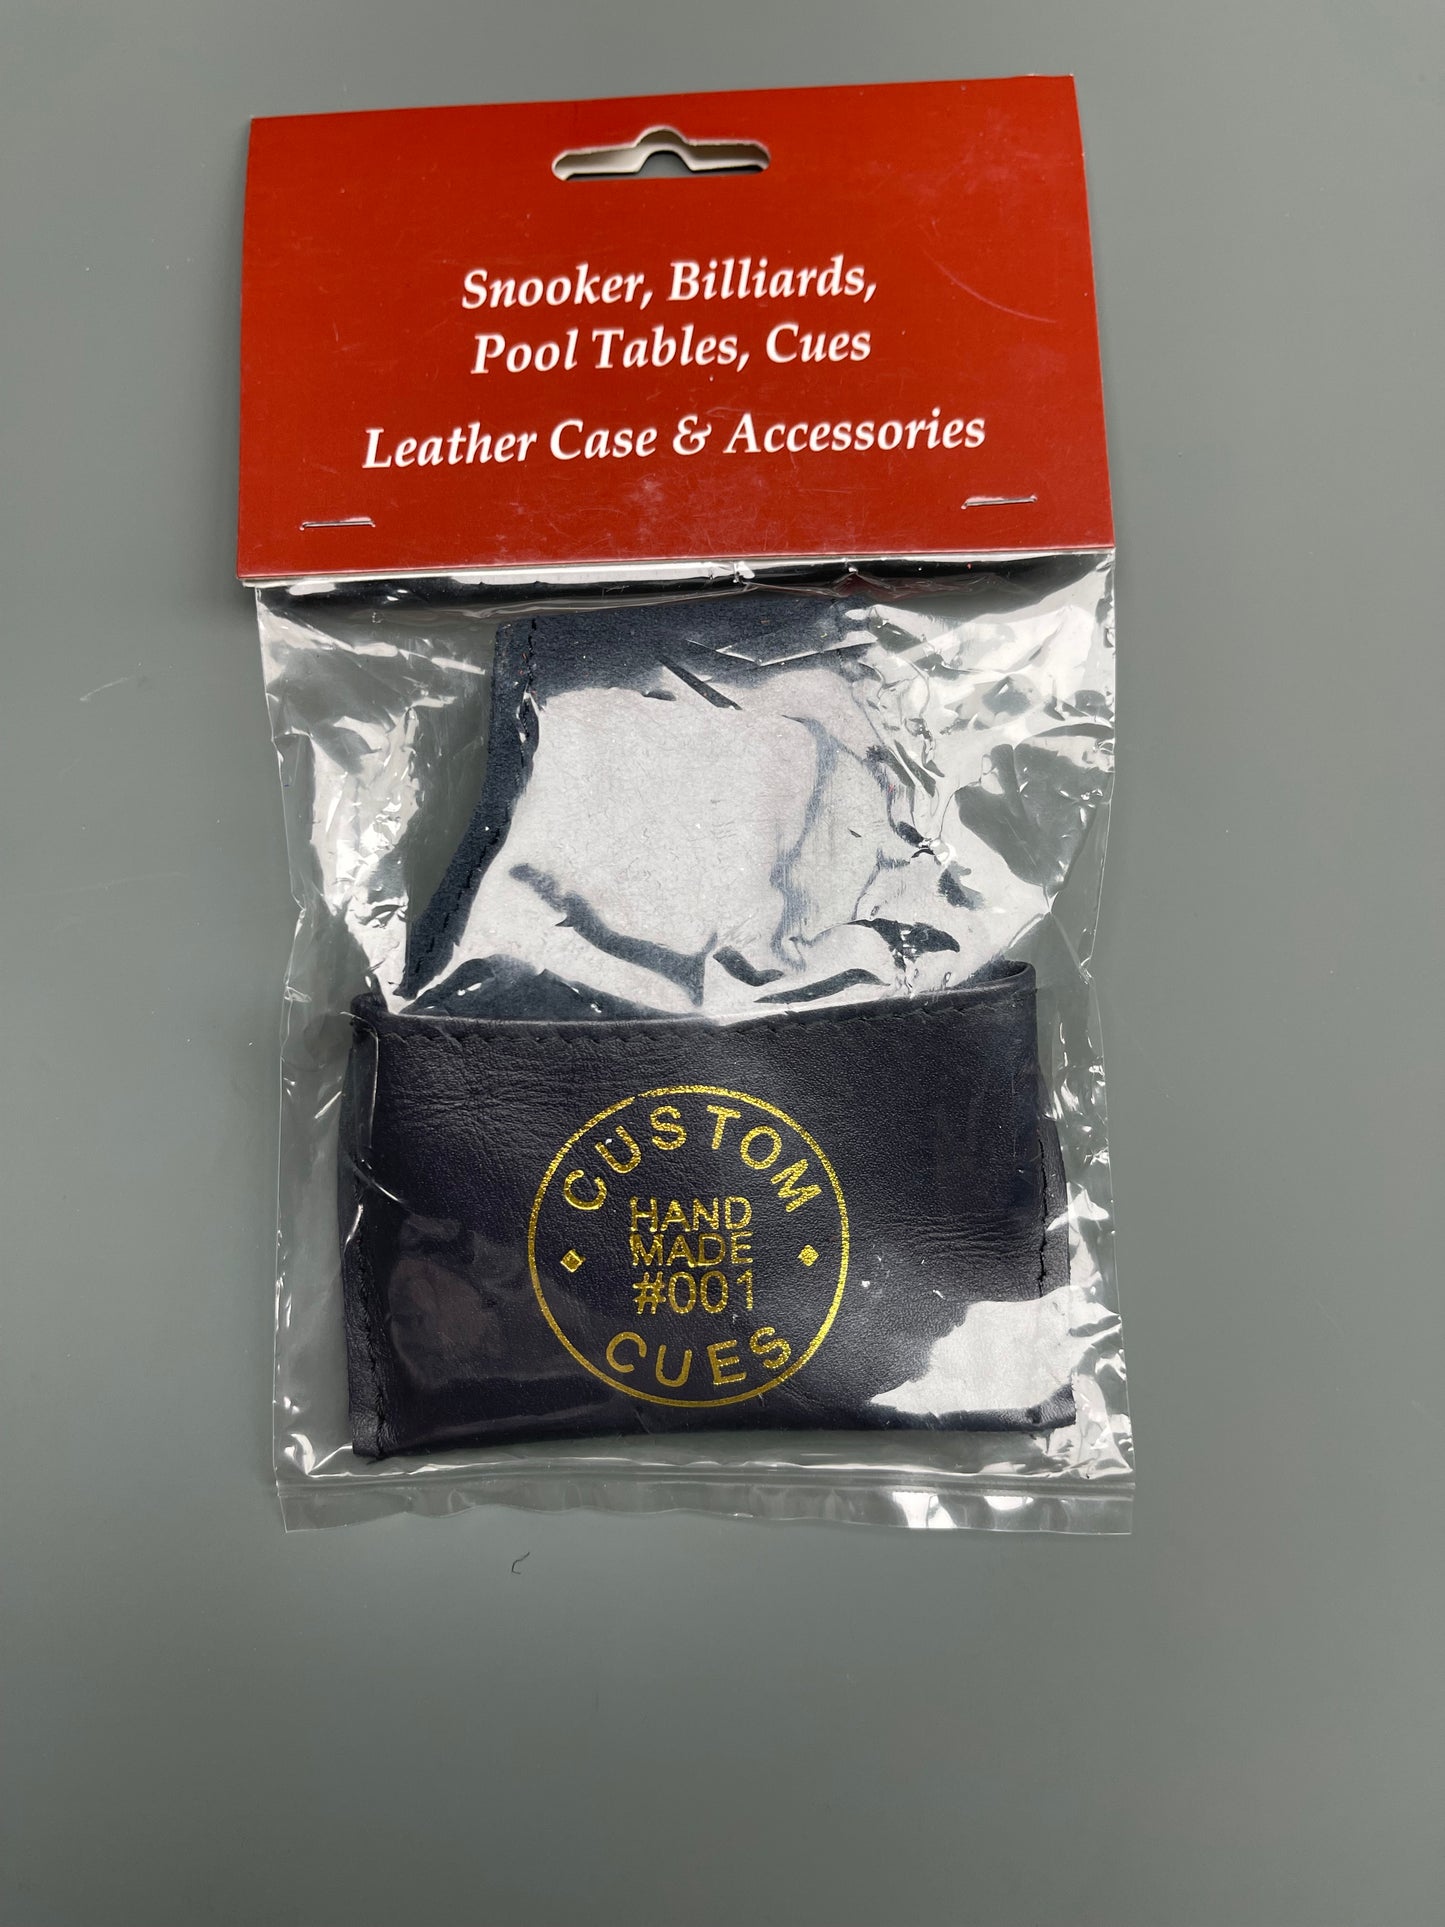 Snooker, Billiards,
Pool Tables, Cues
Leather Case & Accessories
CUSTOM
HAND
MADE
#001
CUES